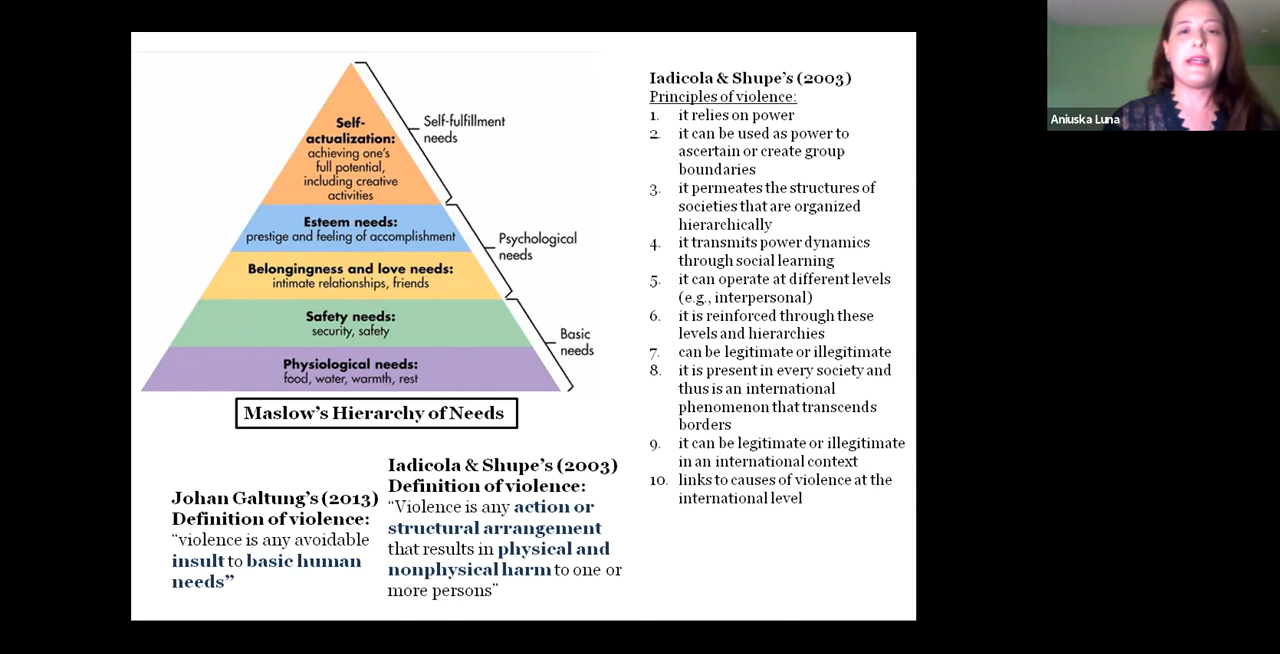 Self-
actualization:
achieving one's
full potential,
including creative
activities
Esteem needs:
prestige and feeling of accomplishment
Belongingness and love needs:
intimate relationships, friends
Safety needs:
security, safety
Physiological needs:
food, water, warmth, rest
Self-fulfillment
needs
Psychological
needs
Basic
needs
Maslow's Hierarchy of Needs
Johan Galtung's (2013)
Definition of violence:
"violence is any avoidable
insult to basic human
needs"
Iadicola & Shupe's (2003)
Definition of violence:
"Violence is any action or
structural arrangement
that results in physical and
nonphysical harm to one or
more persons"
Iadicola & Shupe's (2003)
Principles of violence:
1. it relies on power
2. it can be used as power to
ascertain or create group
boundaries
3. it permeates the structures of
societies that are organized
hierarchically
4. it transmits power dynamics
through social learning
5. it can operate at different levels
(e.g., interpersonal)
6. it is reinforced through these
levels and hierarchies
7. can be legitimate or illegitimate
8. it is present in every society and
thus is an international
phenomenon that transcends
borders
9. it can be legitimate or illegitimate
in an international context
10. links to causes of violence at the
international level
Aniuska Luna